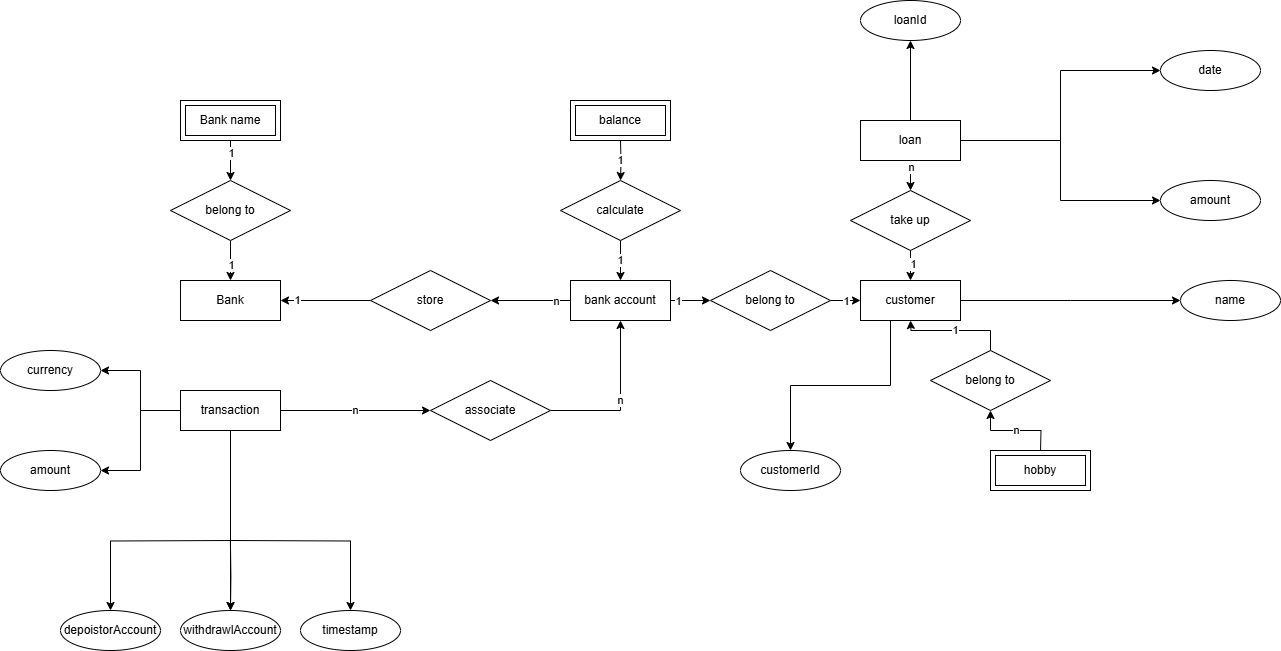 loanId
date
Bank name
balance
loan
1
1
n
amount
belong to
calculate
take up
1
1
1
Bank
1
store
n
bank account
1
belong to
1
customer
name
1
currency
belong to
transaction
n
associate
n
n
amount
customerId
hobby
depoistorAccount
withdrawlAccount
timestamp